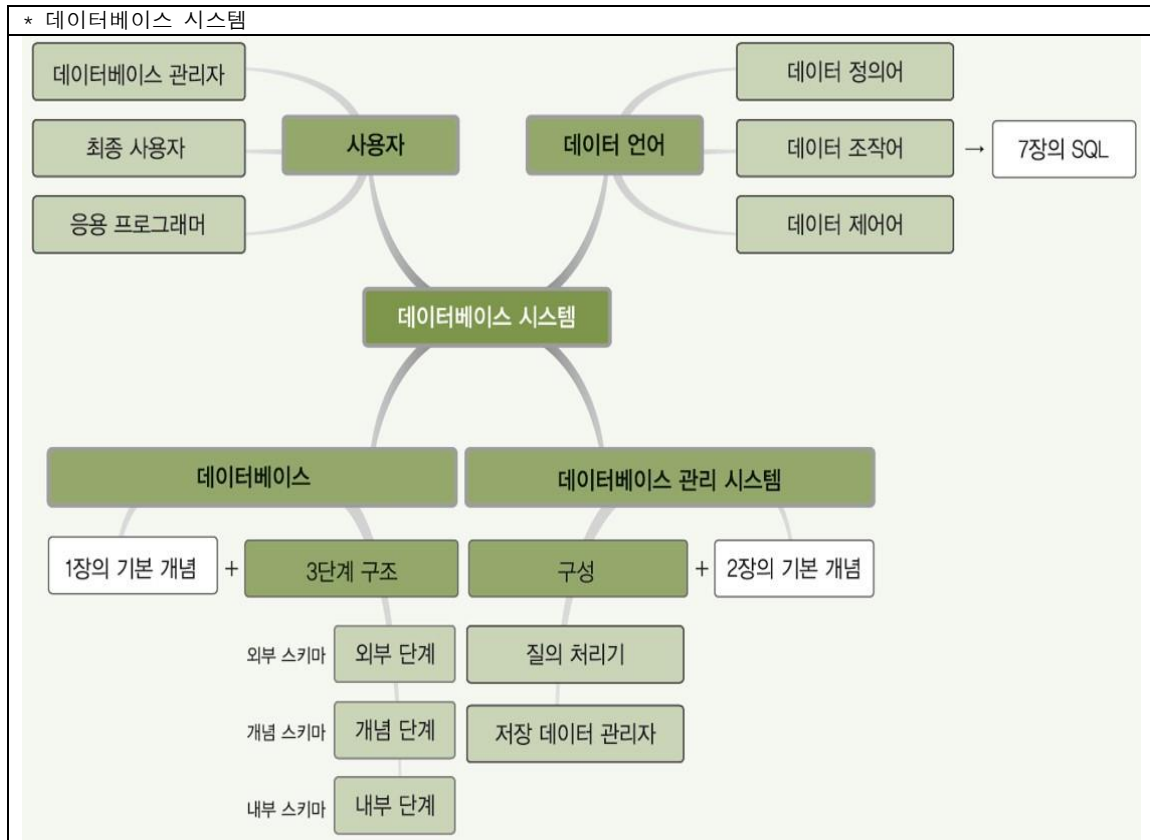 * 데이터베이스 시스템
데이터베이스 관리자
최종 사용자
응용 프로그래머
사용자
데이터 언어
데이터 정의어
데이터 조작어
데이터 제어어
→ 7장의 SQL
데이터베이스 시스템
데이터베이스
데이터베이스 관리 시스템
1장의 기본 개념 + 3단계 구조
구성 + 2장의 기본 개념
외부 스키마 외부 단계
개념 스키마 개념 단계
내부 스키마 내부 단계
질의 처리기
저장 데이터 관리자